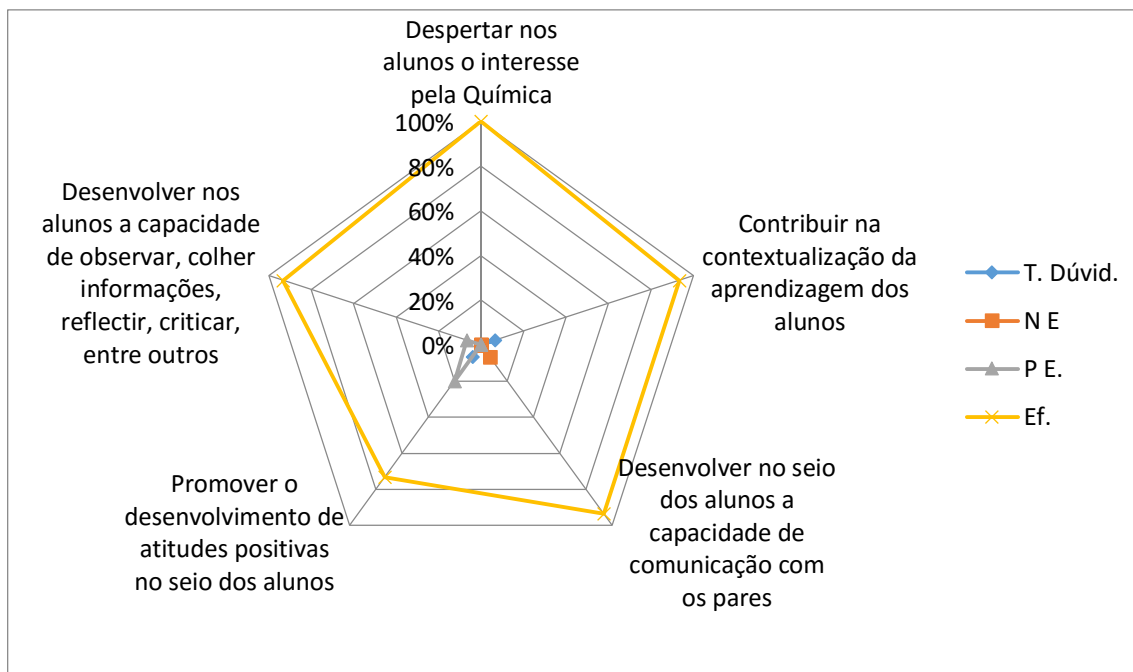 Despertar nos
alunos o interesse
pela Química
100%
80%
60%
40%
20%
0%
Contribuir na
contextualização da
aprendizagem dos
alunos
Desenvolver no seio
dos alunos a
capacidade de
comunicação com
os pares
Promover o
desenvolvimento de
atitudes positivas
no seio dos alunos
Desenvolver nos
alunos a capacidade
de observar, colher
informações,
reflectir, criticar,
entre outros
T. Dúvid.
N E
P E.
Ef.